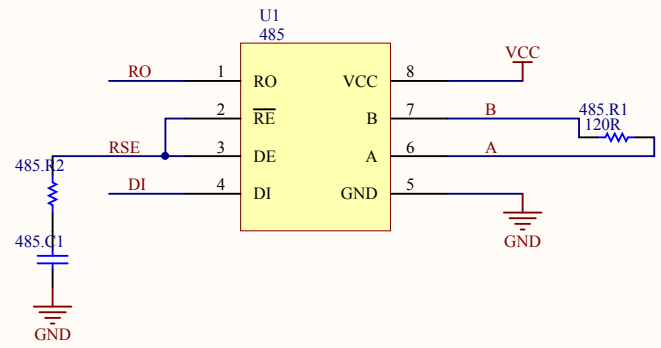 U1
485
VCC
RO
1
RO
VCC
8
485.R1
120R
2
RE
B
7
B
RSE
3
DE
A
6
A
485.R2
DI
4
DI
GND
5
485.C1
GND
GND